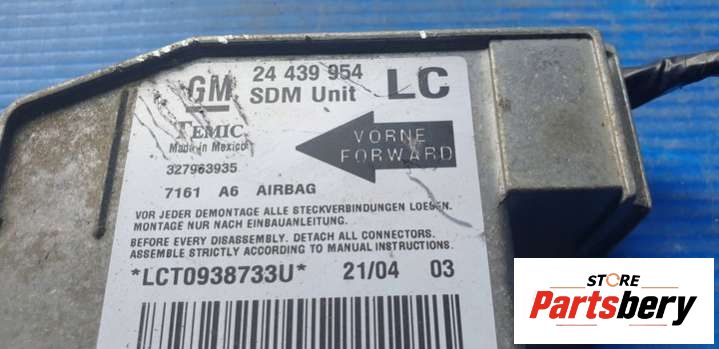 GM 24 439 954 LC
SDM Unit
TEMIC
Made in Mexico
VORNE
FORWARD
327963935
7161 A6 AIRBAG
VOR JEDER DEMONTAGE ALLE STECKVERBINDUNGEN LOESEN.
MONTAGE NUR NACH EINBAUANLEITUNG.
BEFORE EVERY DISASSEMBLY. DETACH ALL CONNECTORS.
ASSEMBLE STRICTLY ACCORDING TO MANUAL INSTRUCTIONS.
*LCT0938733U* 21/04 03
STORE
Partsbery